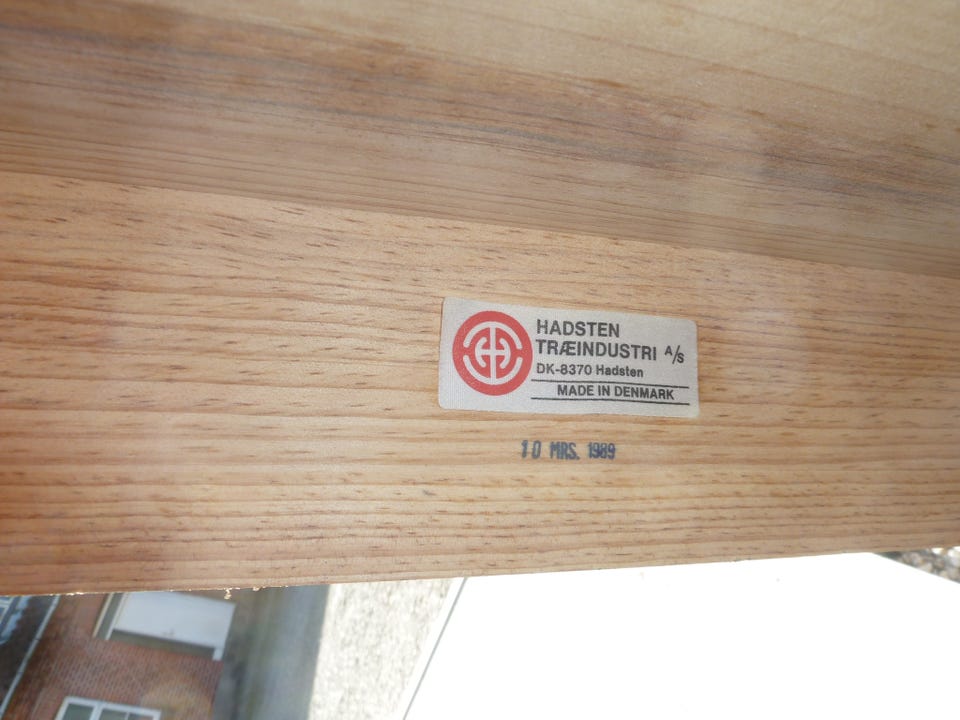 HADSTEN
TRÆINDUSTRI A/S
DK-8370 Hadsten
MADE IN DENMARK
10 MRS. 1989